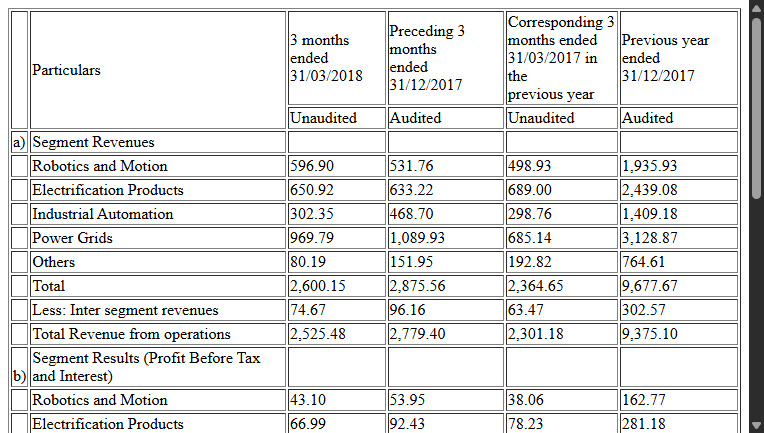 Particulars
3 months
ended
31/03/2018
Preceding 3
months
ended
31/12/2017
Corresponding 3
months ended
31/03/2017 in
the
previous year
Previous year
ended
31/12/2017
Unaudited Audited Unaudited Audited
a) Segment Revenues
Robotics and Motion 596.90 531.76 498.93 1,935.93
Electrification Products 650.92 633.22 689.00 2,439.08
Industrial Automation 302.35 468.70 298.76 1,409.18
Power Grids 969.79 1,089.93 685.14 3,128.87
Others 80.19 151.95 192.82 764.61
Total 2,600.15 2,875.56 2,364.65 9,677.67
Less: Inter segment revenues 74.67 96.16 63.47 302.57
Total Revenue from operations 2,525.48 2,779.40 2,301.18 9,375.10
b) Segment Results (Profit Before Tax
and Interest)
Robotics and Motion 43.10 53.95 38.06 162.77
Electrification Products 66.99 92.43 78.23 281.18